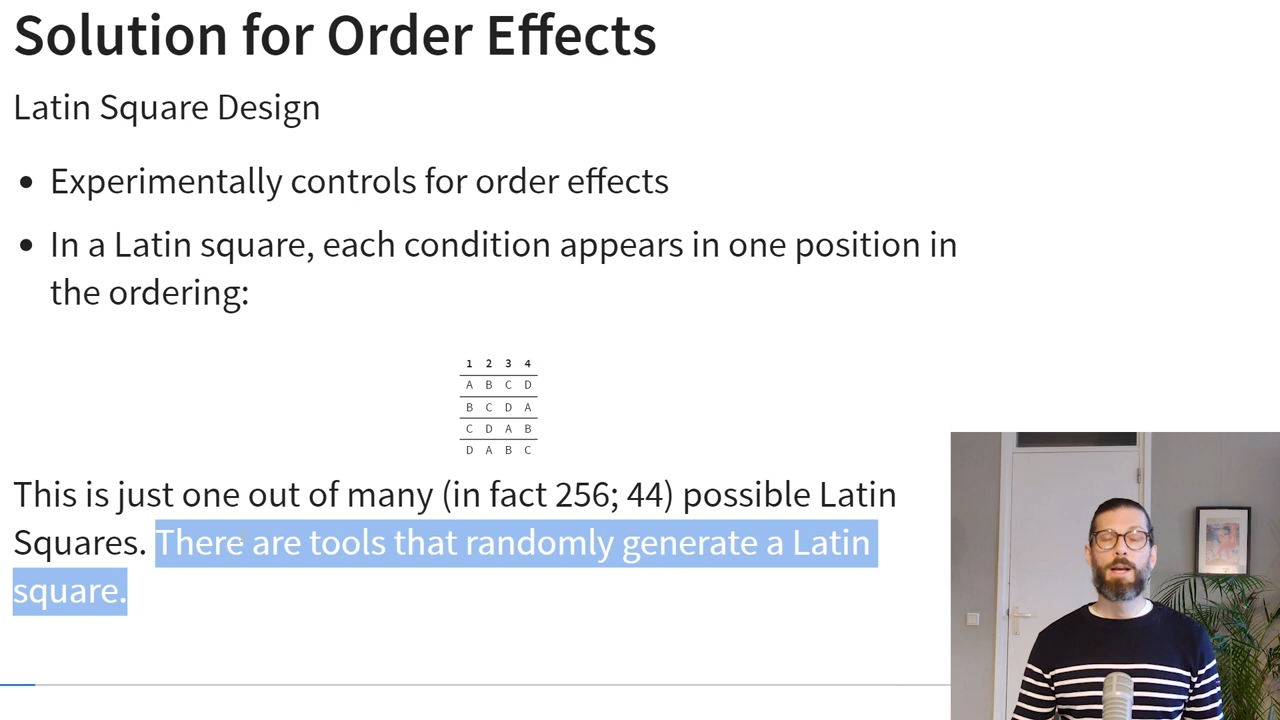 Solution for Order Effects
Latin Square Design
• Experimentally controls for order effects
• In a Latin square, each condition appears in one position in
the ordering:
1 2 3 4
A B C D
B C D A
C D A B
D A B C
This is just one out of many (in fact 256; 44) possible Latin
Squares. There are tools that randomly generate a Latin
square.